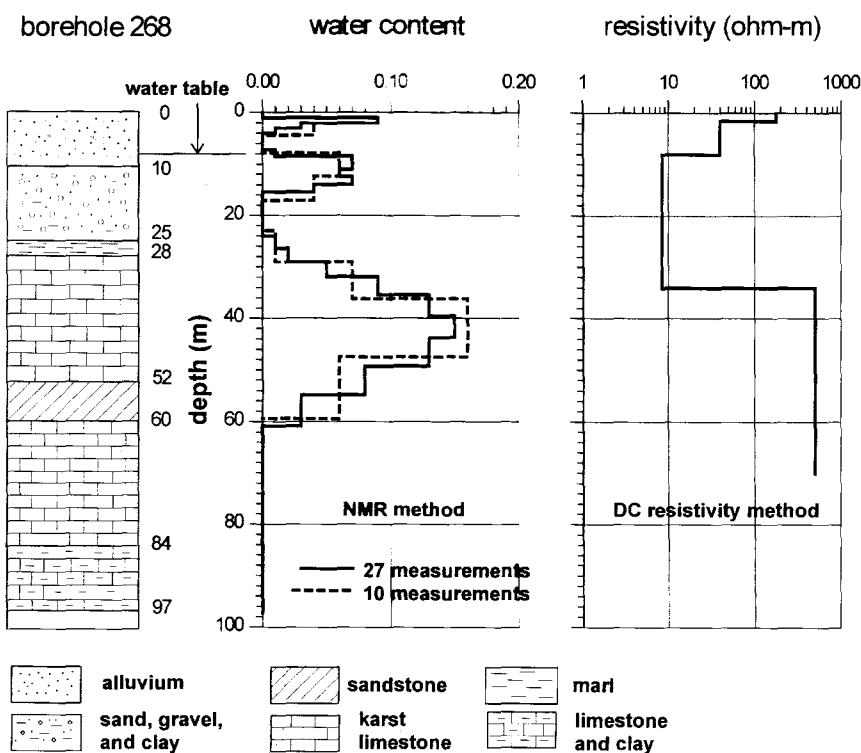 borehole 268
water content
resistivity (ohm-m)
water table
0.00 0.10 0.20
1 10 100 1000
0
10
25
28
52
60
84
97
depth (m)
0
20
40
60
80
100
NMR method
27 measurements
10 measurements
DC resistivity method
alluvium
sandstone
marl
sand, gravel,
and clay
karst
limestone
limestone
and clay